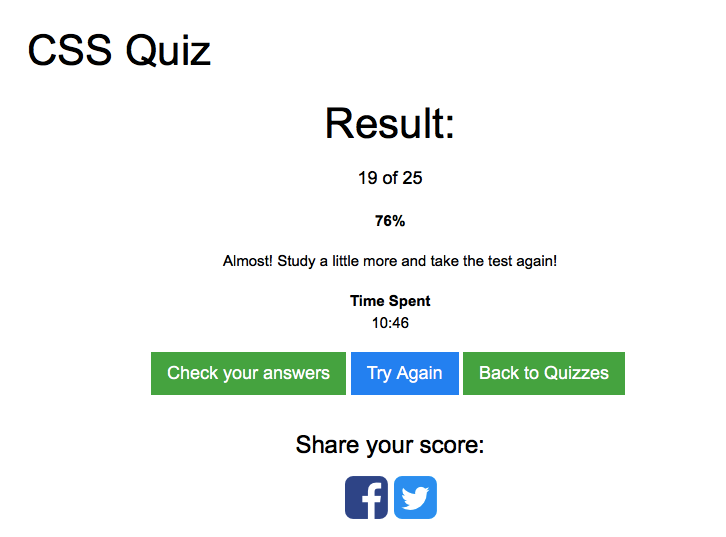 CSS Quiz
Result:
19 of 25
76%
Almost! Study a little more and take the test again!
Time Spent
10:46
Check your answers Try Again Back to Quizzes
Share your score: